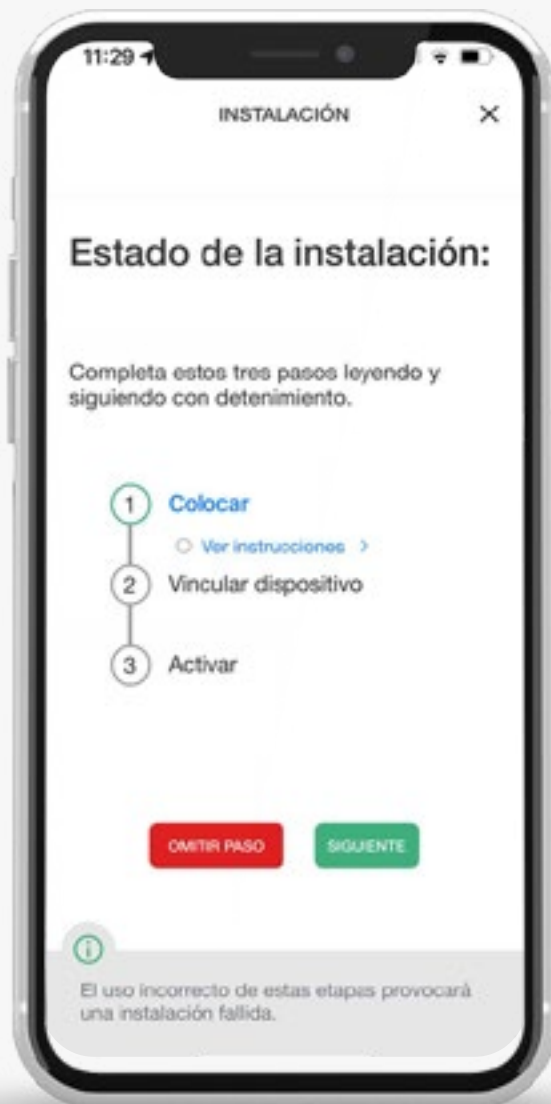 11:29
INSTALACIÓN
Estado de la instalación:
Completa estos tres pasos leyendo y
siguiendo con detenimiento.
1 Colocar
Ver instrucciones >
2 Vincular dispositivo
3 Activar
OMITIR PASO SIGUIENTE
El uso incorrecto de estas etapas provocará
una instalación fallida.